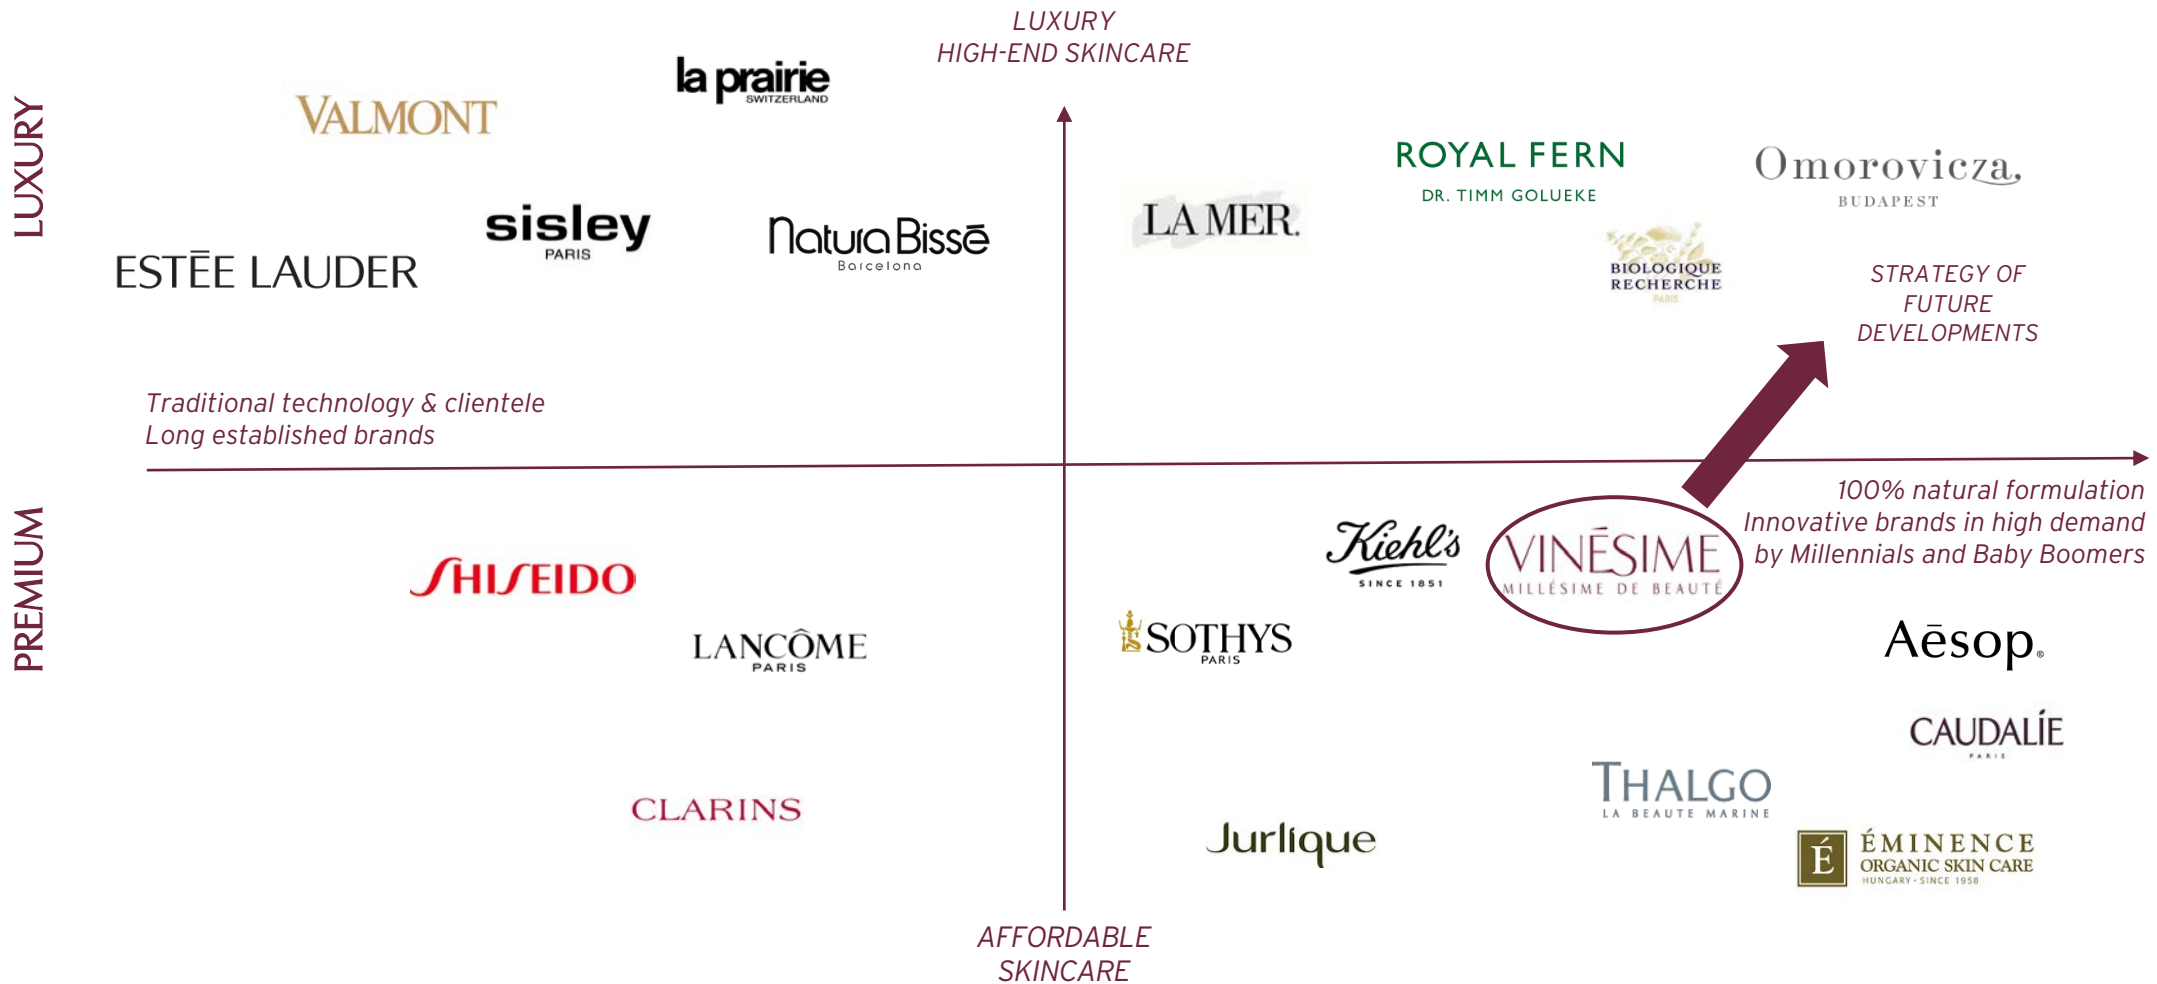 LUXURY
HIGH-END SKINCARE
LUXURY
VALMONT
la prairie
SWITZERLAND
ESTĒE LAUDER
sisley
PARIS
Natura Bissē
Barcelona
LA MER.
ROYAL FERN
DR. TIMM GOLUEKE
Omorovicza,
BUDAPEST
BIOLOGIQUE
RECHERCHE
PARIS
STRATEGY OF
FUTURE
DEVELOPMENTS
Traditional technology & clientele
Long established brands
100% natural formulation
Innovative brands in high demand
by Millennials and Baby Boomers
PREMIUM
SHISEIDO
LANCÔME
PARIS
CLARINS
Kiehl's
SINCE 1851
VINÉSIME
MILLÉSIME DE BEAUTÉ
SOTHYS
PARIS
Aēsop®
CAUDALÍE
PARIS
THALGO
LA BEAUTE MARINE
Jurlique
É
ÉMINENCE
ORGANIC SKIN CARE
HUNGARY · SINCE 1958
AFFORDABLE
SKINCARE